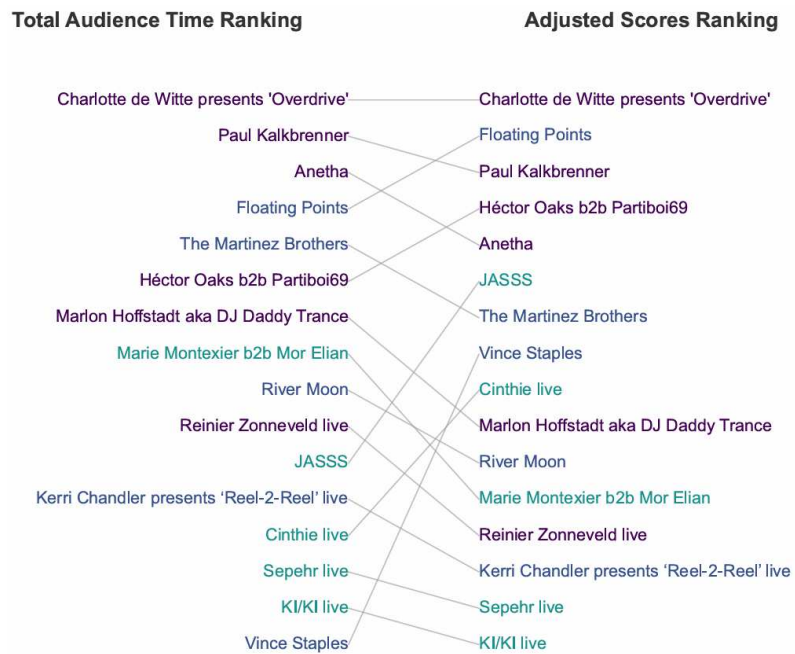 Total Audience Time Ranking
Charlotte de Witte presents 'Overdrive'
Paul Kalkbrenner
Anetha
Floating Points
The Martinez Brothers
Héctor Oaks b2b Partiboi69
Marlon Hoffstadt aka DJ Daddy Trance
Marie Montexier b2b Mor Elian
River Moon
Reinier Zonneveld live
JASSS
Kerri Chandler presents ‘Reel-2-Reel’ live
Cinthie live
Sepehr live
KI/KI live
Vince Staples
Adjusted Scores Ranking
Charlotte de Witte presents 'Overdrive'
Floating Points
Paul Kalkbrenner
Héctor Oaks b2b Partiboi69
Anetha
JASSS
The Martinez Brothers
Vince Staples
Cinthie live
Marlon Hoffstadt aka DJ Daddy Trance
River Moon
Marie Montexier b2b Mor Elian
Reinier Zonneveld live
Kerri Chandler presents ‘Reel-2-Reel’ live
Sepehr live
KI/KI live